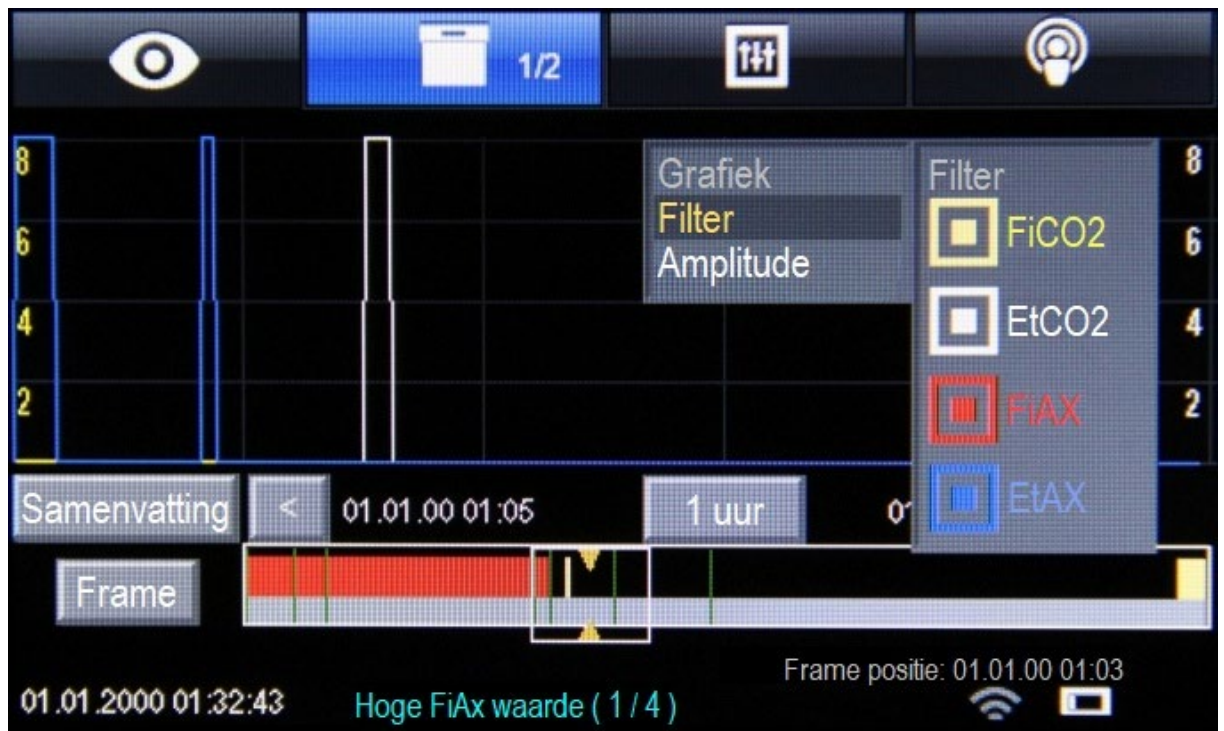 1/2
8
6
4
2
Grafiek
Filter
Amplitude
Filter
FiCO2
EtCO2
FiAX
EtAX
8
6
4
2
Samenvatting
<
01.01.00 01:05
1 uur
Frame
Frame positie: 01.01.00 01:03
01.01.2000 01:32:43
Hoge FiAx waarde ( 1 / 4 )